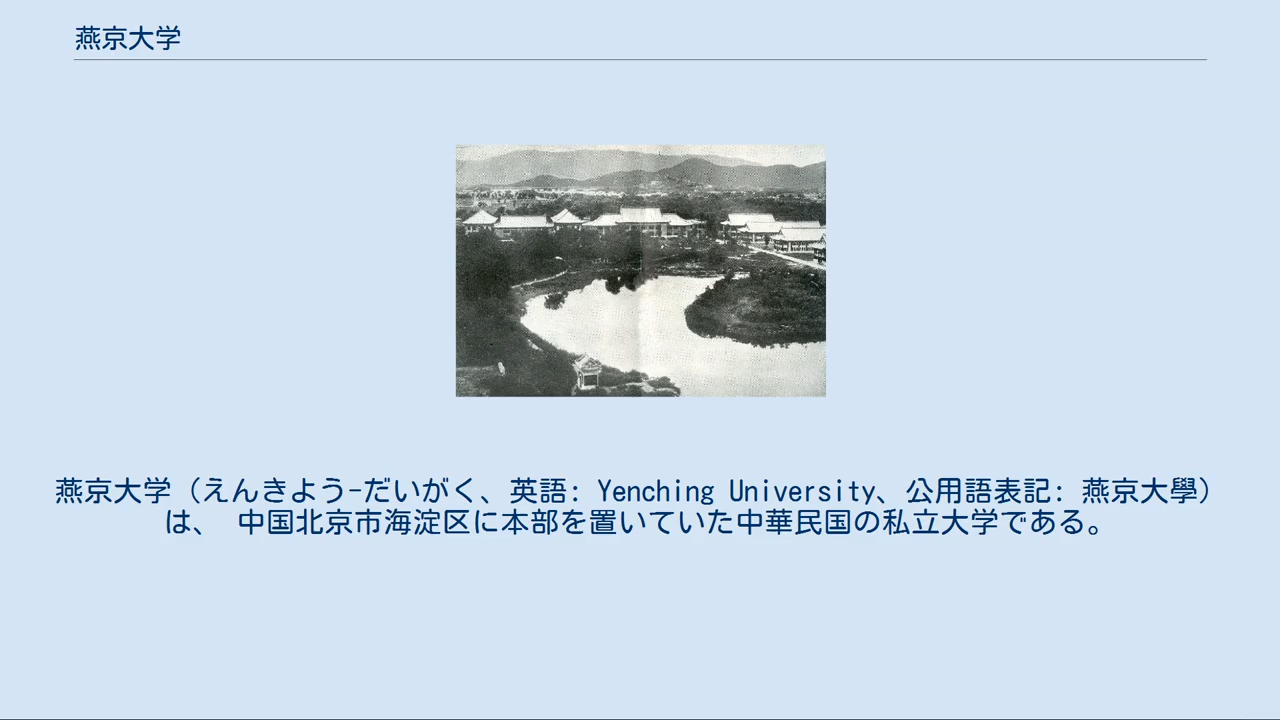 燕京大学
燕京大学（えんきよう-だいがく、英語: Yenching University、公用語表記: 燕京大學）
は、 中国北京市海淀区に本部を置いていた中華民国の私立大学である。